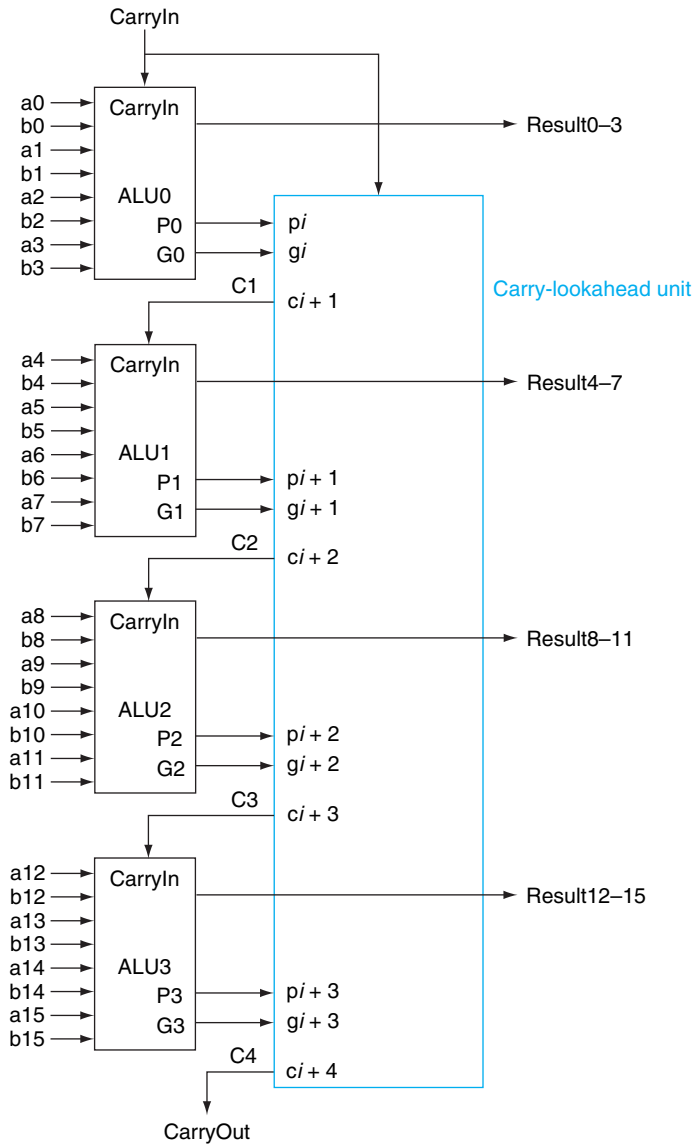 CarryIn
a0
b0
a1
b1
a2
b2
a3
b3
CarryIn
ALU0
P0
G0
Result0–3
pi
gi
Carry-lookahead unit
C1
ci + 1
a4
b4
a5
b5
a6
b6
a7
b7
CarryIn
ALU1
P1
G1
Result4–7
pi + 1
gi + 1
C2
ci + 2
a8
b8
a9
b9
a10
b10
a11
b11
CarryIn
ALU2
P2
G2
Result8–11
pi + 2
gi + 2
C3
ci + 3
a12
b12
a13
b13
a14
b14
a15
b15
CarryIn
ALU3
P3
G3
Result12–15
pi + 3
gi + 3
C4
ci + 4
CarryOut